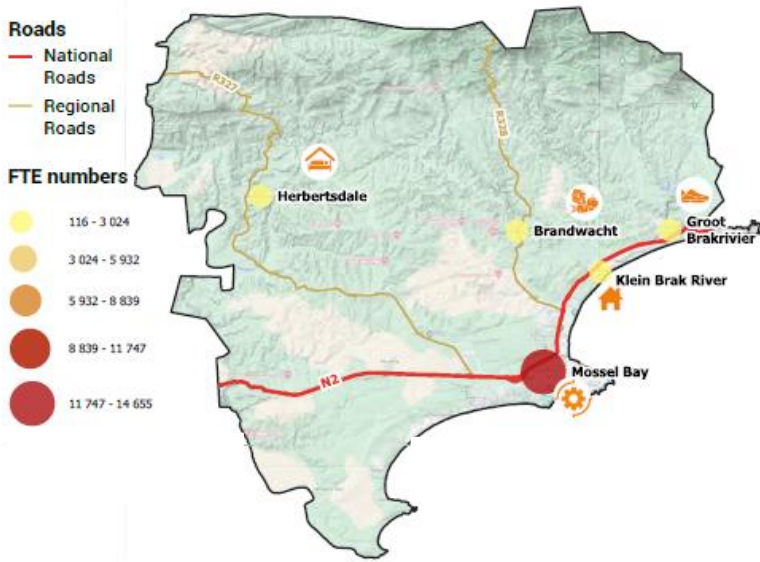 Roads
National
Roads
Regional
Roads
FTE numbers
116 - 3 024
3 024 - 5 932
5 932 - 8 839
8 839 - 11 747
11 747 - 14 655
R327
R328
Herbertsdale
Brandwacht
Groot
Brakrivier
Klein Brak River
Mossel Bay
N2